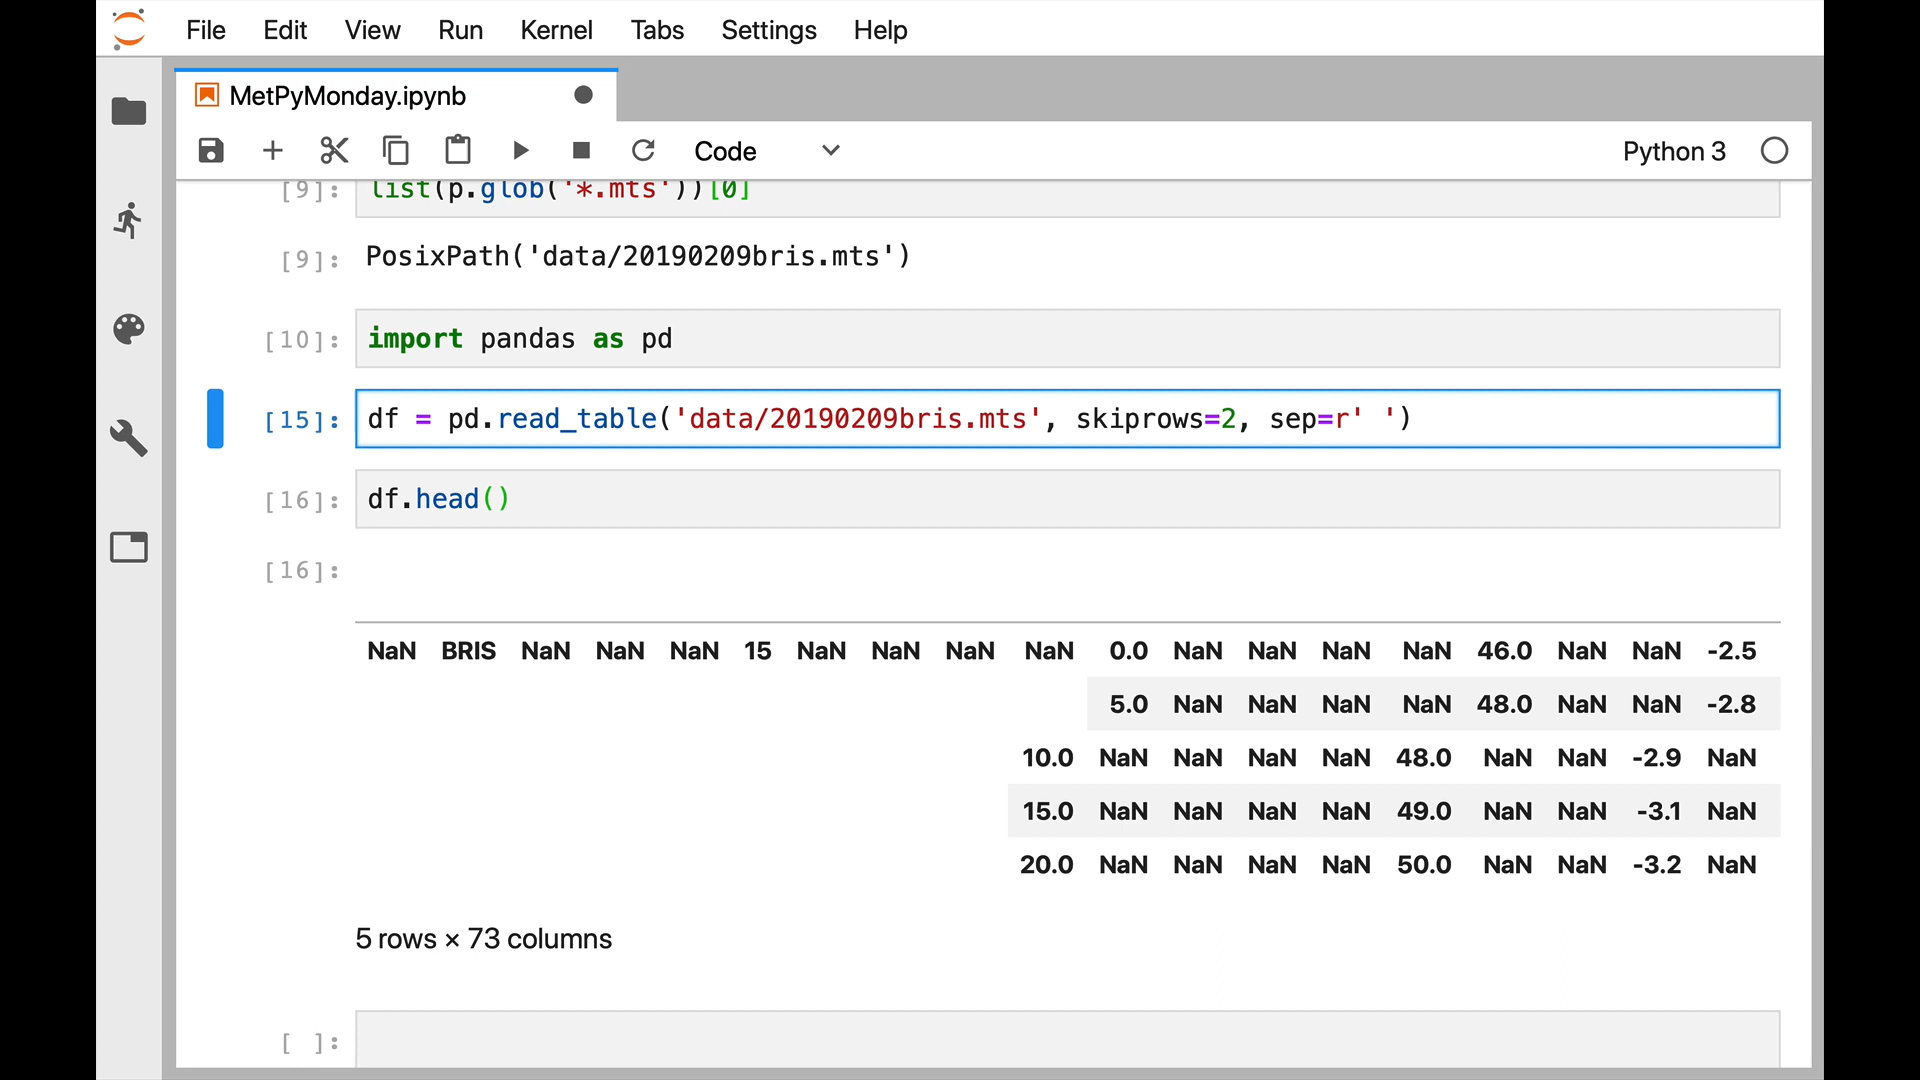 File Edit View Run Kernel Tabs Settings Help
MetPyMonday.ipynb
Code Python 3
[9]: list(p.glob('*.mts'))[0]
[9]: PosixPath('data/20190209bris.mts')
[10]: import pandas as pd
[15]: df = pd.read_table('data/20190209bris.mts', skiprows=2, sep=r' ')
[16]: df.head()
[16]:
NaN BRIS NaN NaN NaN 15 NaN NaN NaN NaN 0.0 NaN NaN NaN NaN 46.0 NaN NaN -2.5
5.0 NaN NaN NaN NaN 48.0 NaN NaN -2.8
10.0 NaN NaN NaN NaN 48.0 NaN NaN -2.9 NaN
15.0 NaN NaN NaN NaN 49.0 NaN NaN -3.1 NaN
20.0 NaN NaN NaN NaN 50.0 NaN NaN -3.2 NaN
5 rows × 73 columns
[ ]: